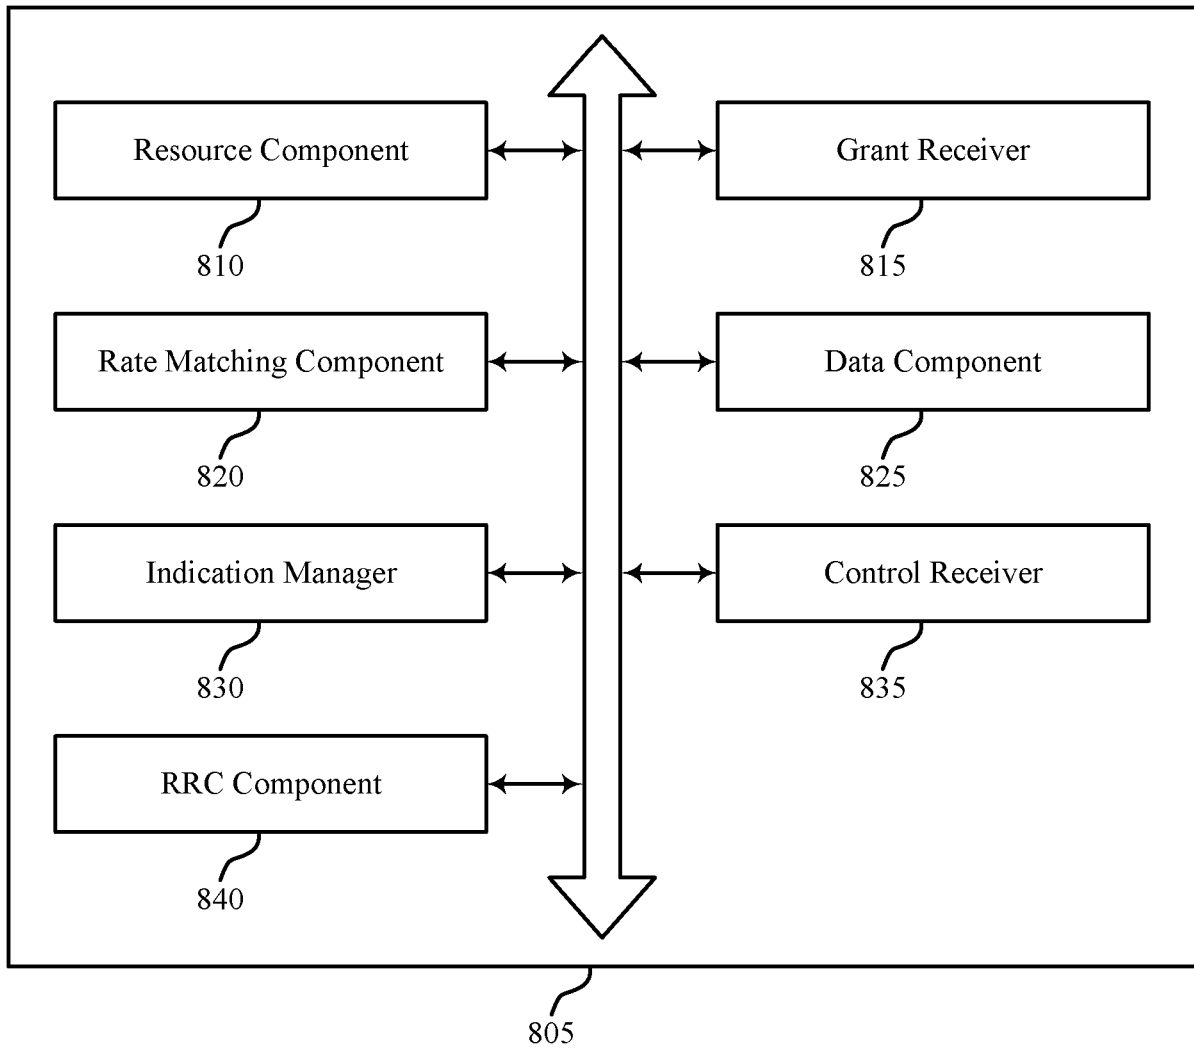 Resource Component
Grant Receiver
810
815
Rate Matching Component
Data Component
820
825
Indication Manager
Control Receiver
830
835
RRC Component
840
805